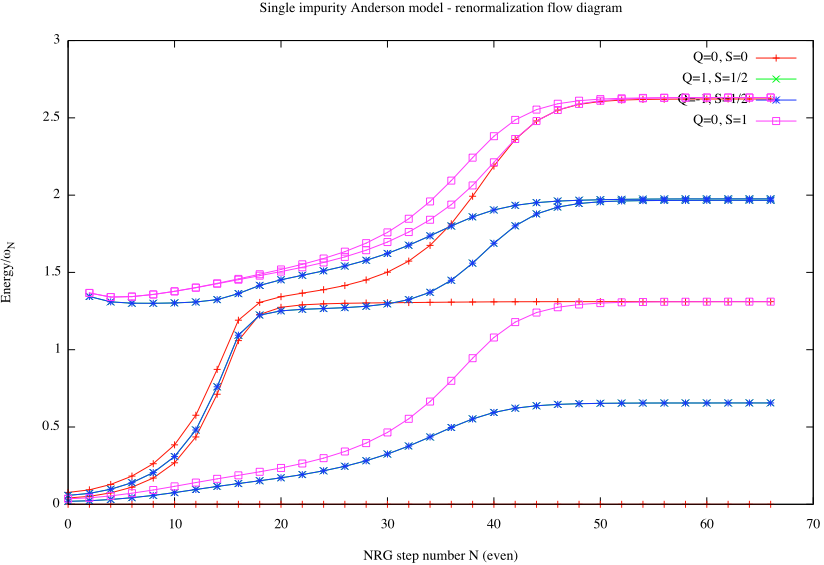 Single impurity Anderson model - renormalization flow diagram
3
2.5
2
1.5
1
0.5
0
0 10 20 30 40 50 60 70
Energy/ωN
NRG step number N (even)
Q=0, S=0
Q=1, S=1/2
Q=-1, S=1/2
Q=0, S=1